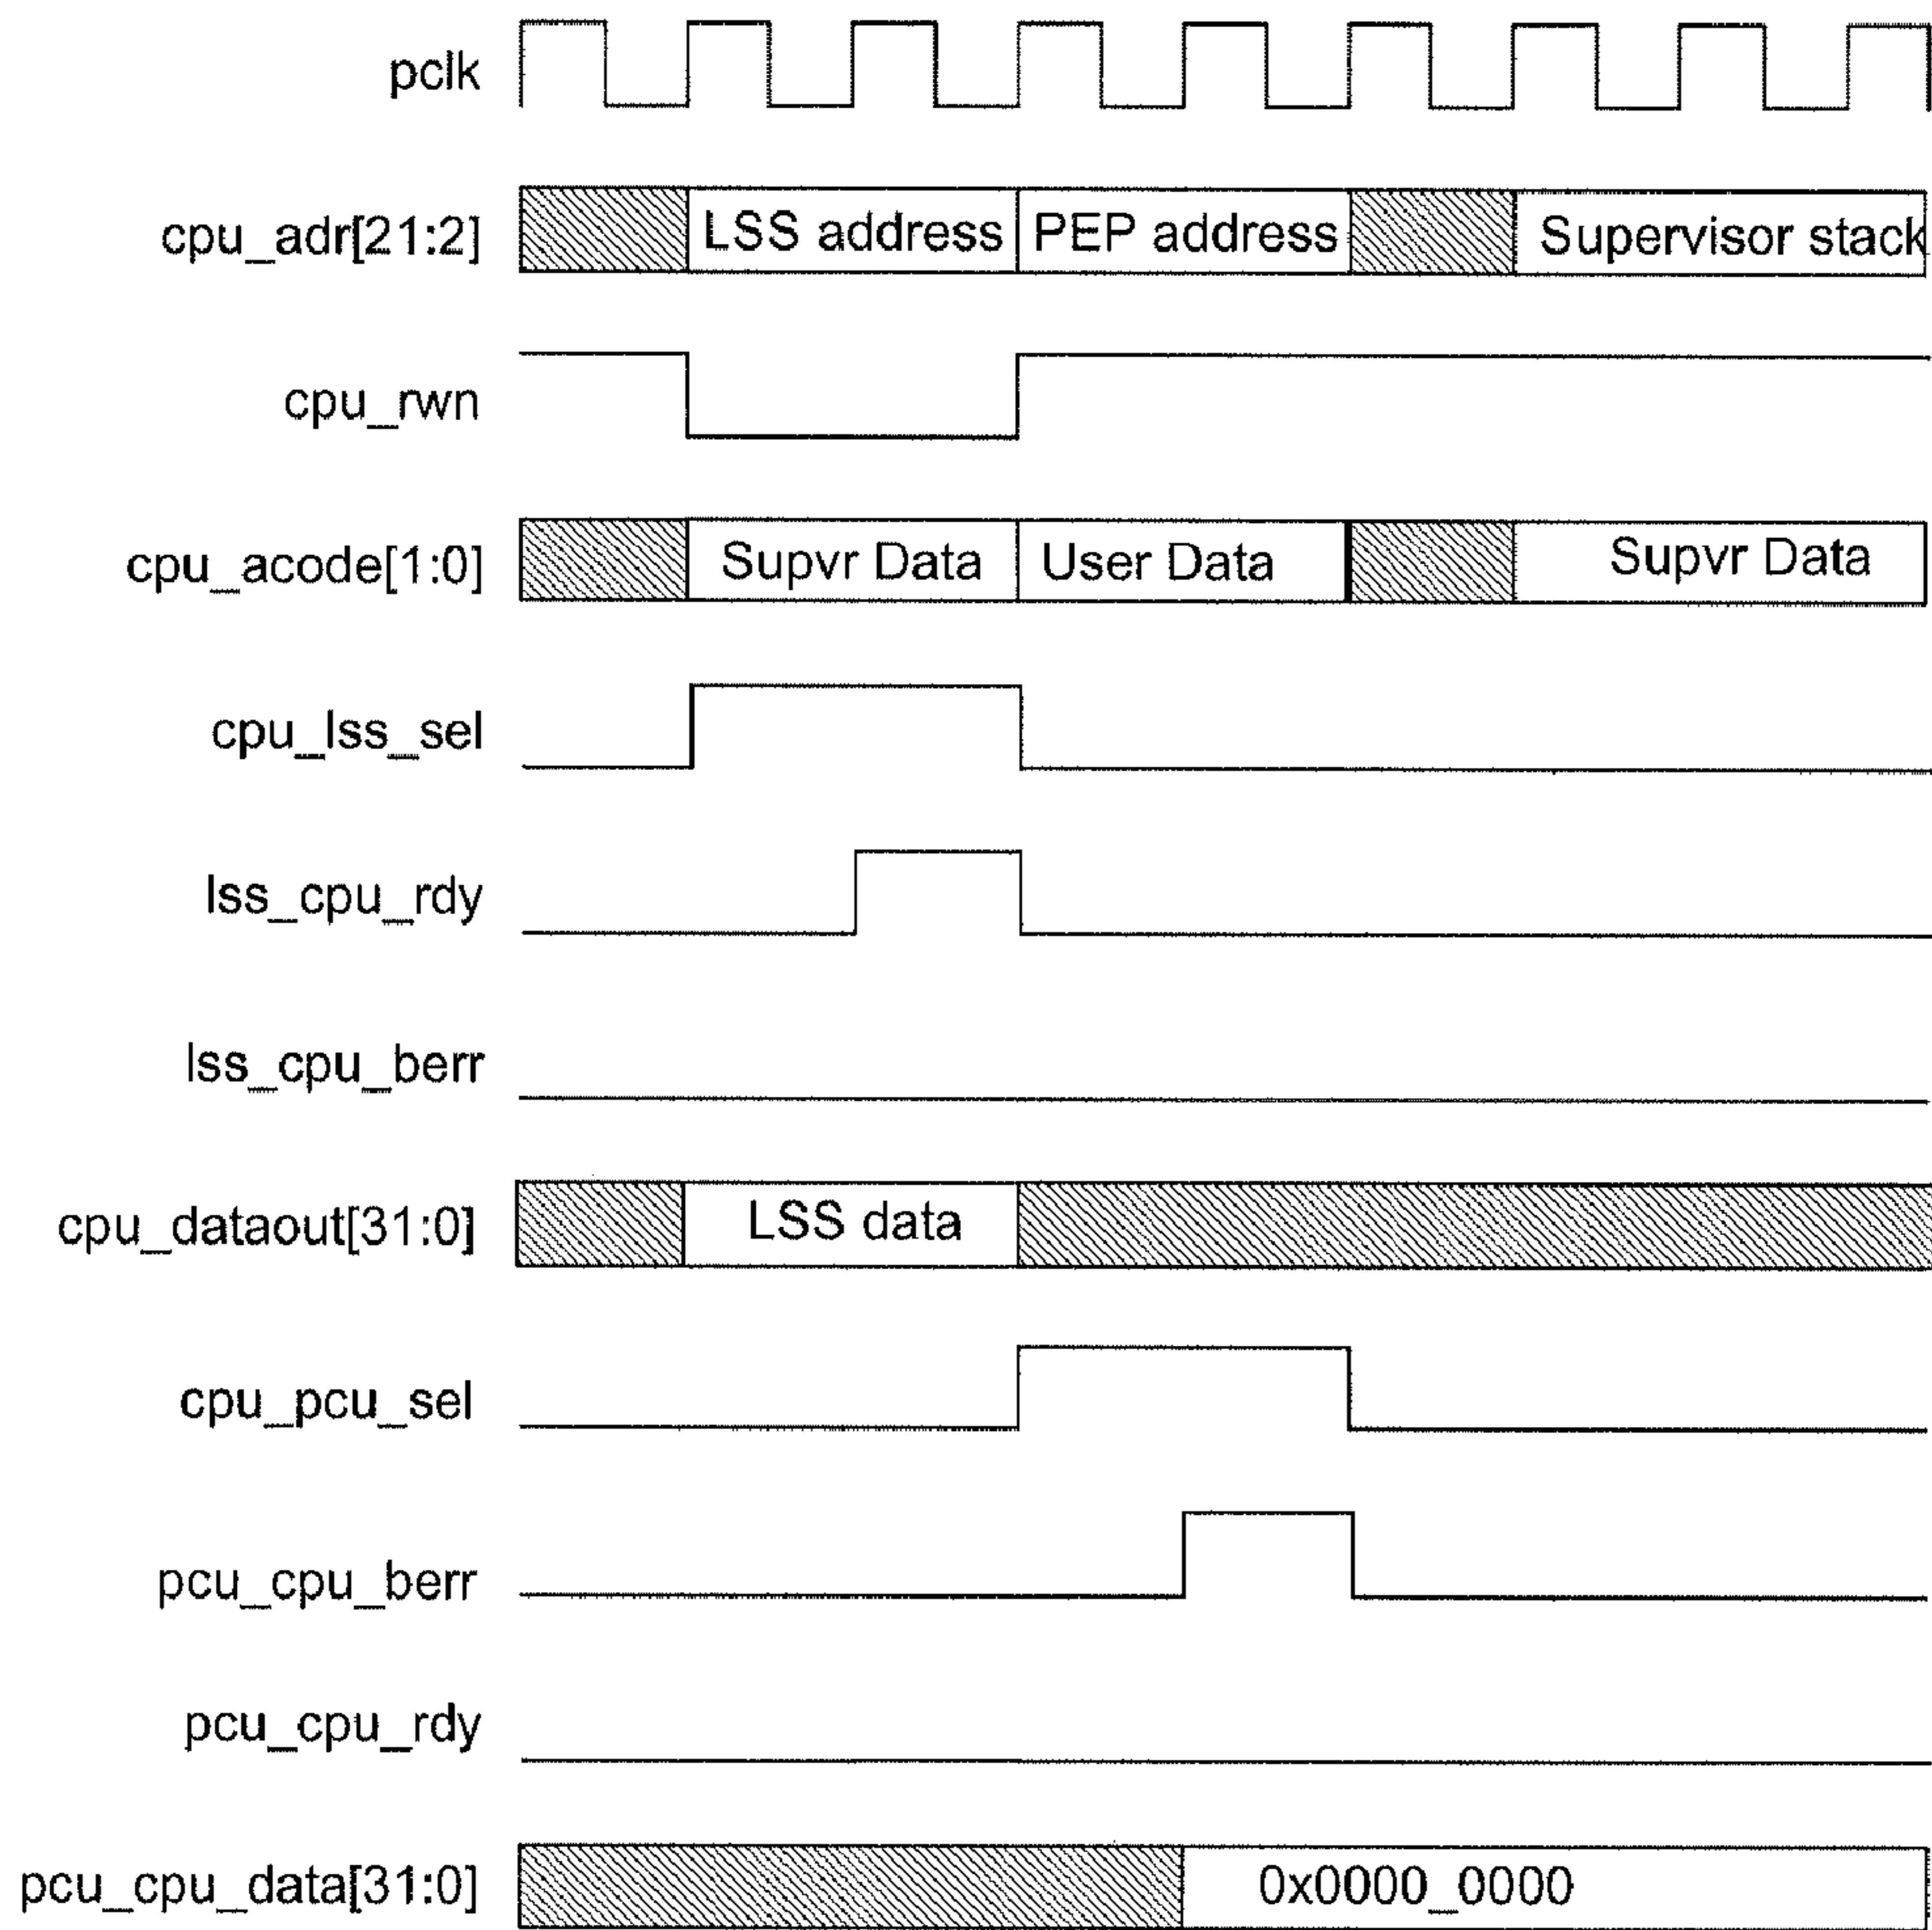 pclk
cpu_adr[21:2] LSS address PEP address Supervisor stack
cpu_rwn
cpu_acode[1:0] Supvr Data User Data Supvr Data
cpu_lss_sel
lss_cpu_rdy
lss_cpu_berr
cpu_dataout[31:0] LSS data
cpu_pcu_sel
pcu_cpu_berr
pcu_cpu_rdy
pcu_cpu_data[31:0] 0x0000_0000